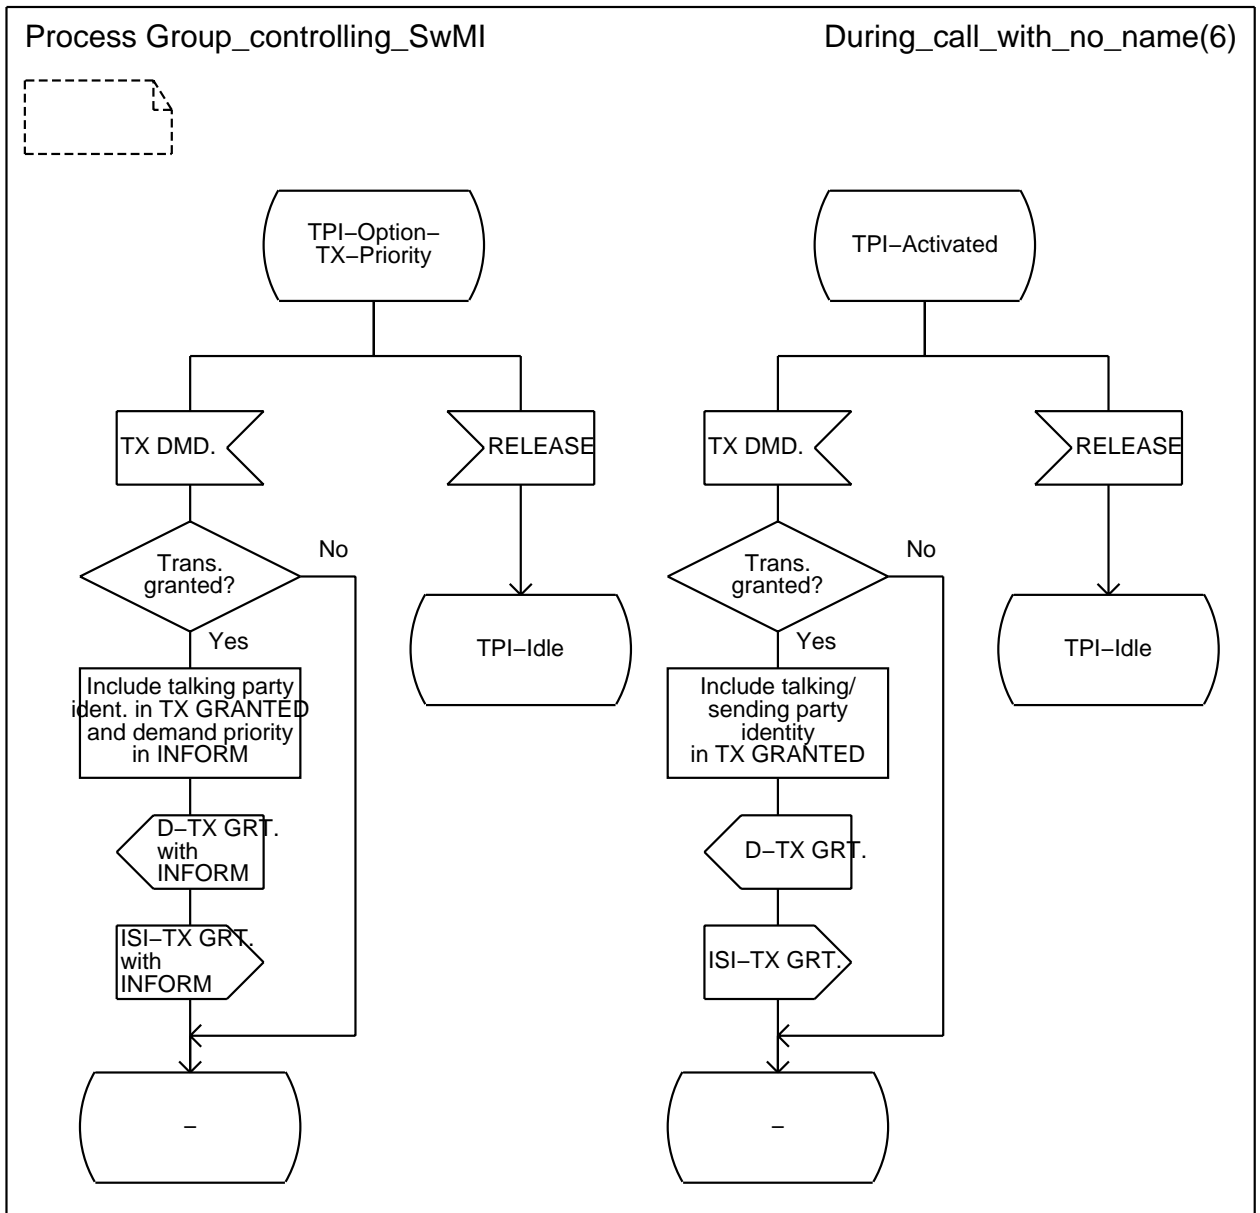 Process Group_controlling_SwMI
During_call_with_no_name(6)
TPI−Option−
TX−Priority
TPI−Activated
TX DMD.
RELEASE
TX DMD.
RELEASE
Trans.
granted?
No
Trans.
granted?
No
Yes
TPI−Idle
Yes
TPI−Idle
Include talking party
ident. in TX GRANTED
and demand priority
in INFORM
Include talking/
sending party
identity
in TX GRANTED
D−TX GRT.
with
INFORM
D−TX GRT.
ISI−TX GRT.
with
INFORM
ISI−TX GRT.
−
−